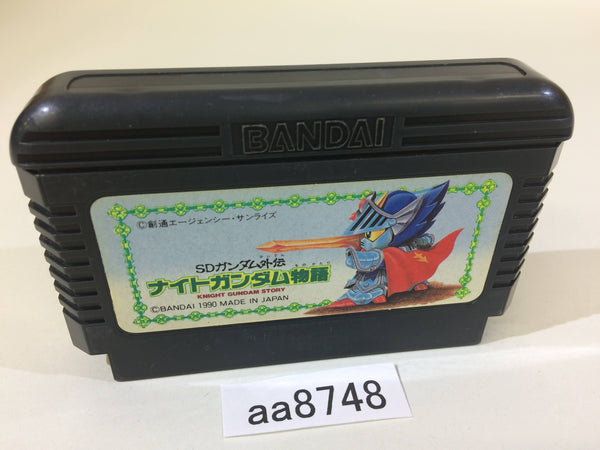 BANDAI
©創通エージェンシー・サンライズ
SDガンダム外伝
ナイトガンダム物語
KNIGHT GUNDAM STORY
©BANDAI 1990 MADE IN JAPAN
aa8748